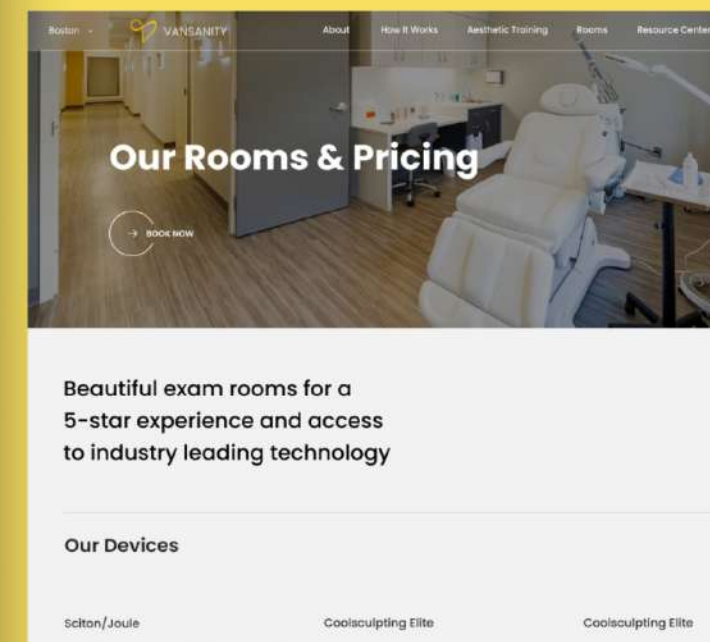 Boston
VANSANITY
About
How It Works
Aesthetic Training
Rooms
Resource Center
Our Rooms & Pricing
BOOK NOW
Beautiful exam rooms for a
5-star experience and access
to industry leading technology
Our Devices
Sciton/Joule
Coolsculpting Elite
Coolsculpting Elite